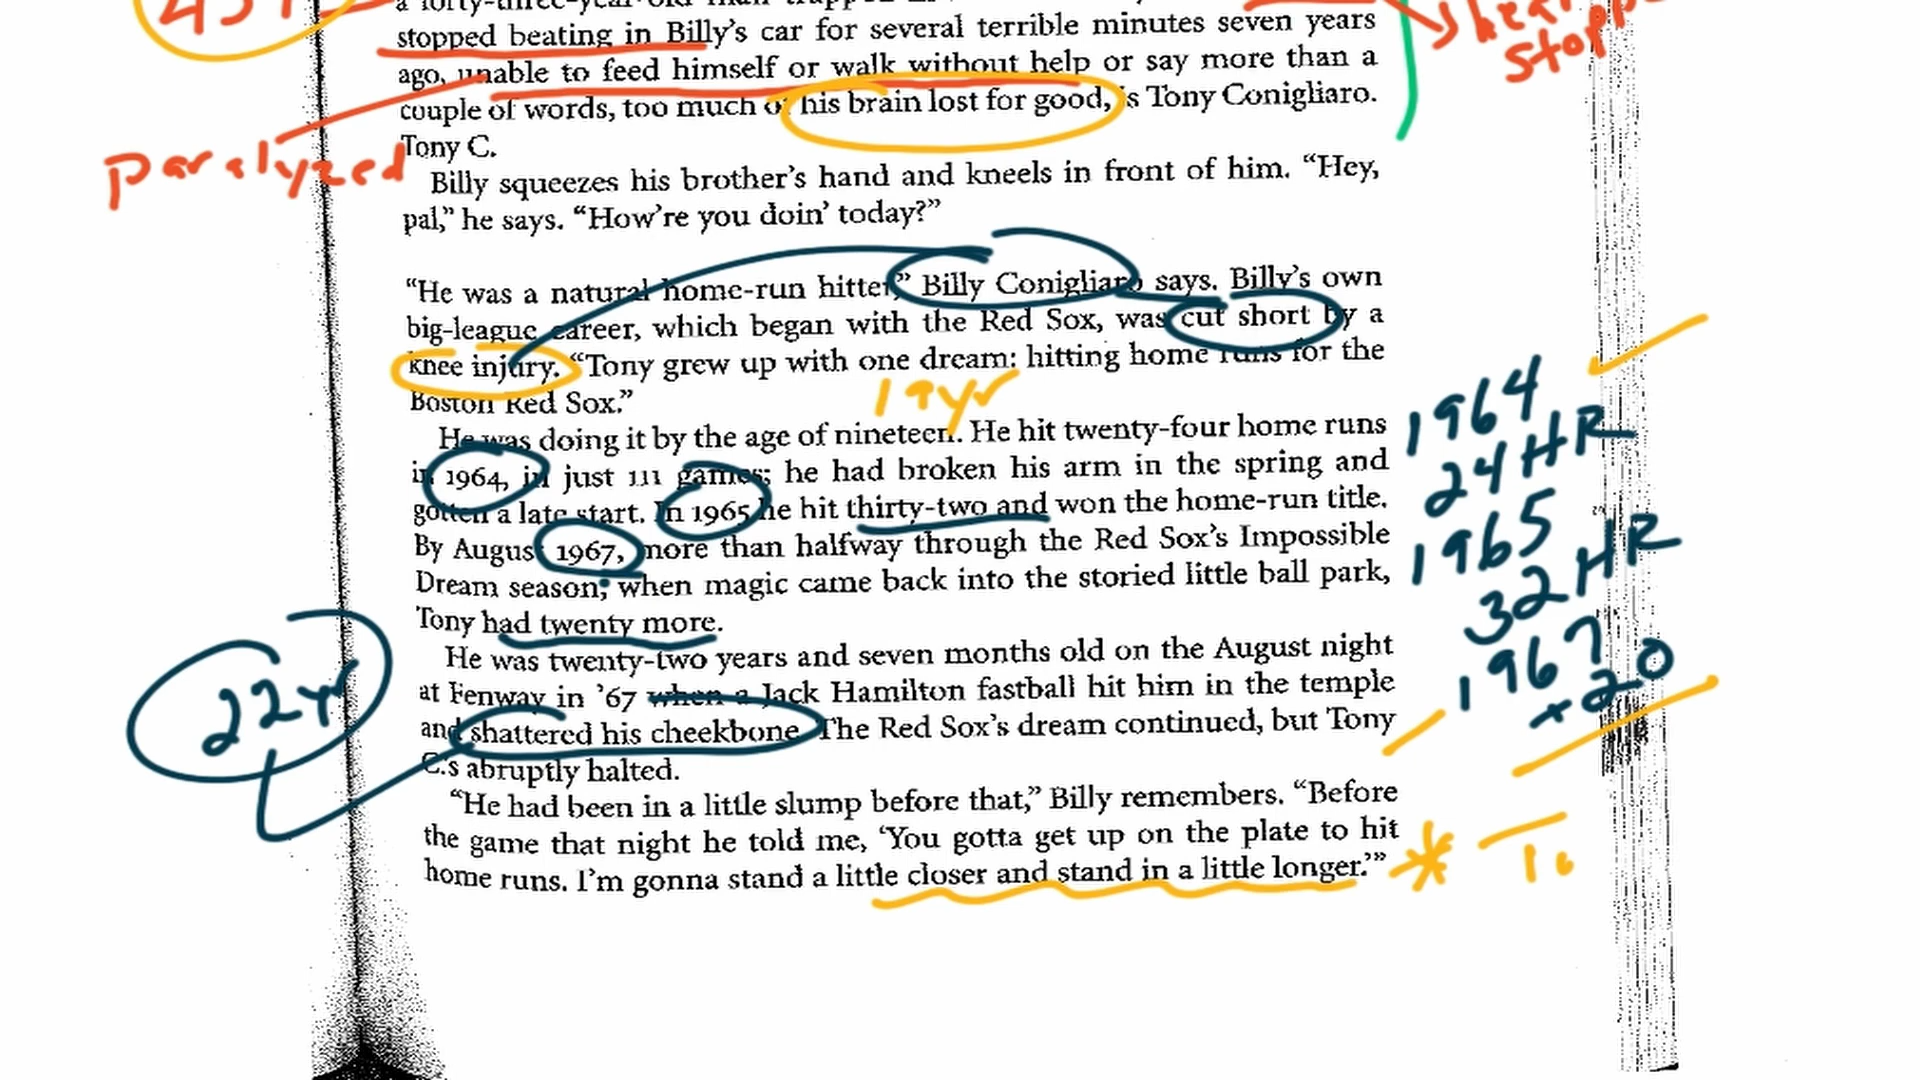 43yr
stopped beating in Billy's car for several terrible minutes seven years
stopp
ago, unable to feed himself or walk without help or say more than a
couple of words, too much of his brain lost for good, is Tony Conigliaro.
Tony C.
paralyzed
Billy squeezes his brother's hand and kneels in front of him. “Hey,
pal,” he says. “How're you doin' today?”
“He was a natural home-run hitter,” Billy Conigliaro says. Billy's own
big-league career, which began with the Red Sox, was cut short by a
knee injury. “Tony grew up with one dream: hitting home runs for the
Boston Red Sox.”
19yr
He was doing it by the age of nineteen. He hit twenty-four home runs
in 1964, in just 111 games; he had broken his arm in the spring and
gotten a late start. In 1965 he hit thirty-two and won the home-run title.
By August 1967, more than halfway through the Red Sox's Impossible
Dream season, when magic came back into the storied little ball park,
Tony had twenty more.
1964
24 HR
1965
32 HR
1967
+20
He was twenty-two years and seven months old on the August night
at Fenway in '67 when a Jack Hamilton fastball hit him in the temple
and shattered his cheekbone. The Red Sox's dream continued, but Tony
C.'s abruptly halted.
22yr
“He had been in a little slump before that,” Billy remembers. “Before
the game that night he told me, ‘You gotta get up on the plate to hit
home runs. I'm gonna stand a little closer and stand in a little longer.’”
* To